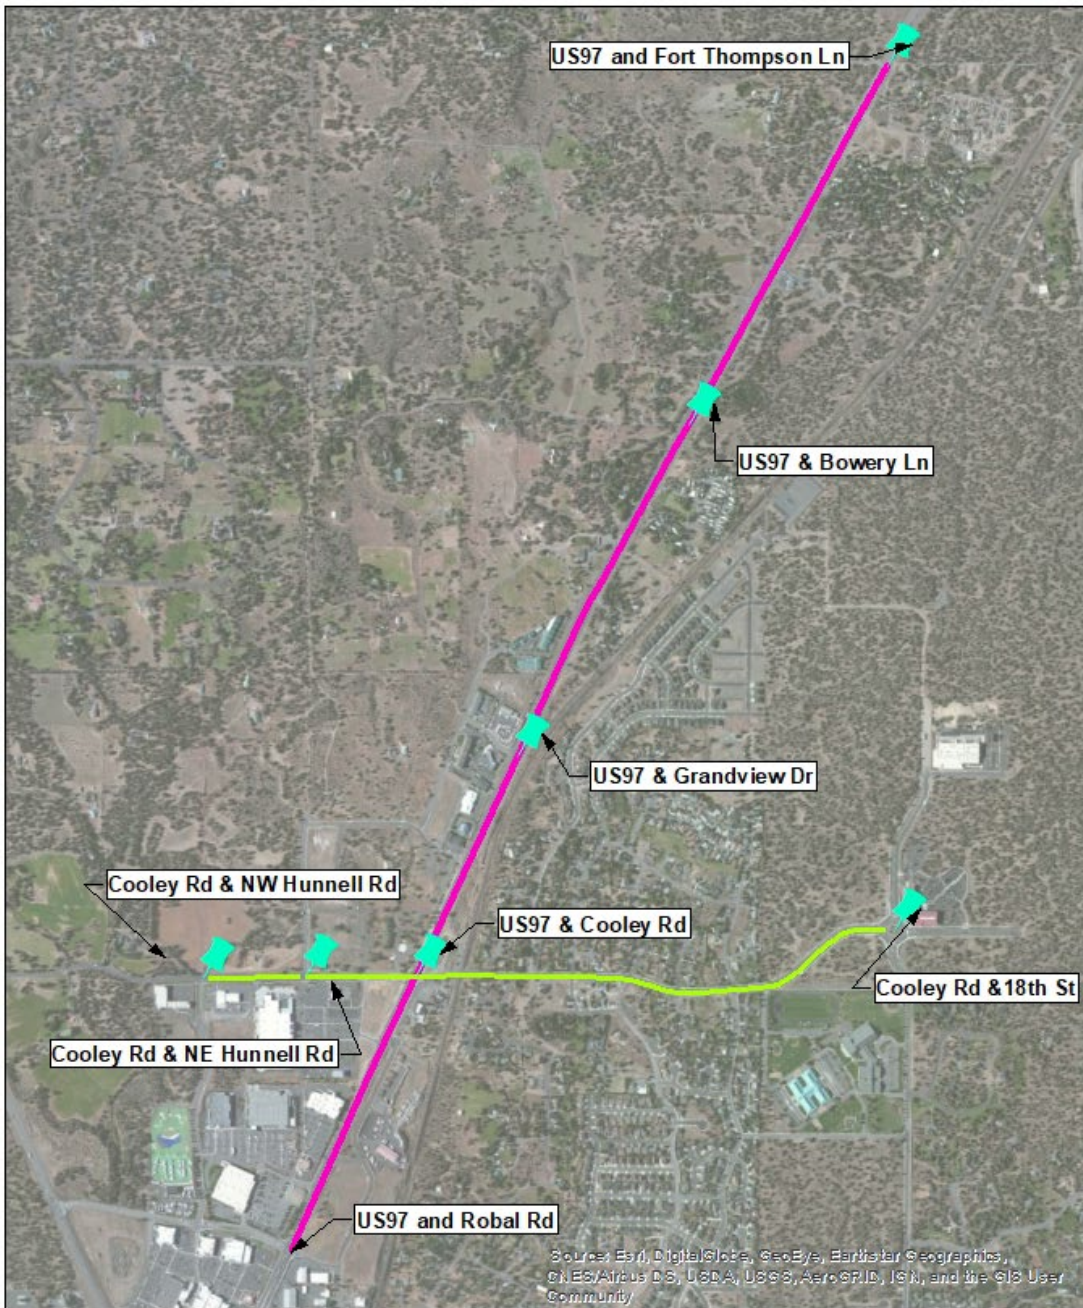 US97 and Fort Thompson Ln
US97 & Bowery Ln
US97 & Grandview Dr
Cooley Rd & NW Hunnell Rd
US97 & Cooley Rd
Cooley Rd &18th St
Cooley Rd & NE Hunnell Rd
US97 and Robal Rd
Source: Esri, DigitalGlobe, GeoEye, Earthstar Geographics,
CNES/Airbus DS, USDA, USGS, AeroGRID, IGN, and the GIS User
Community